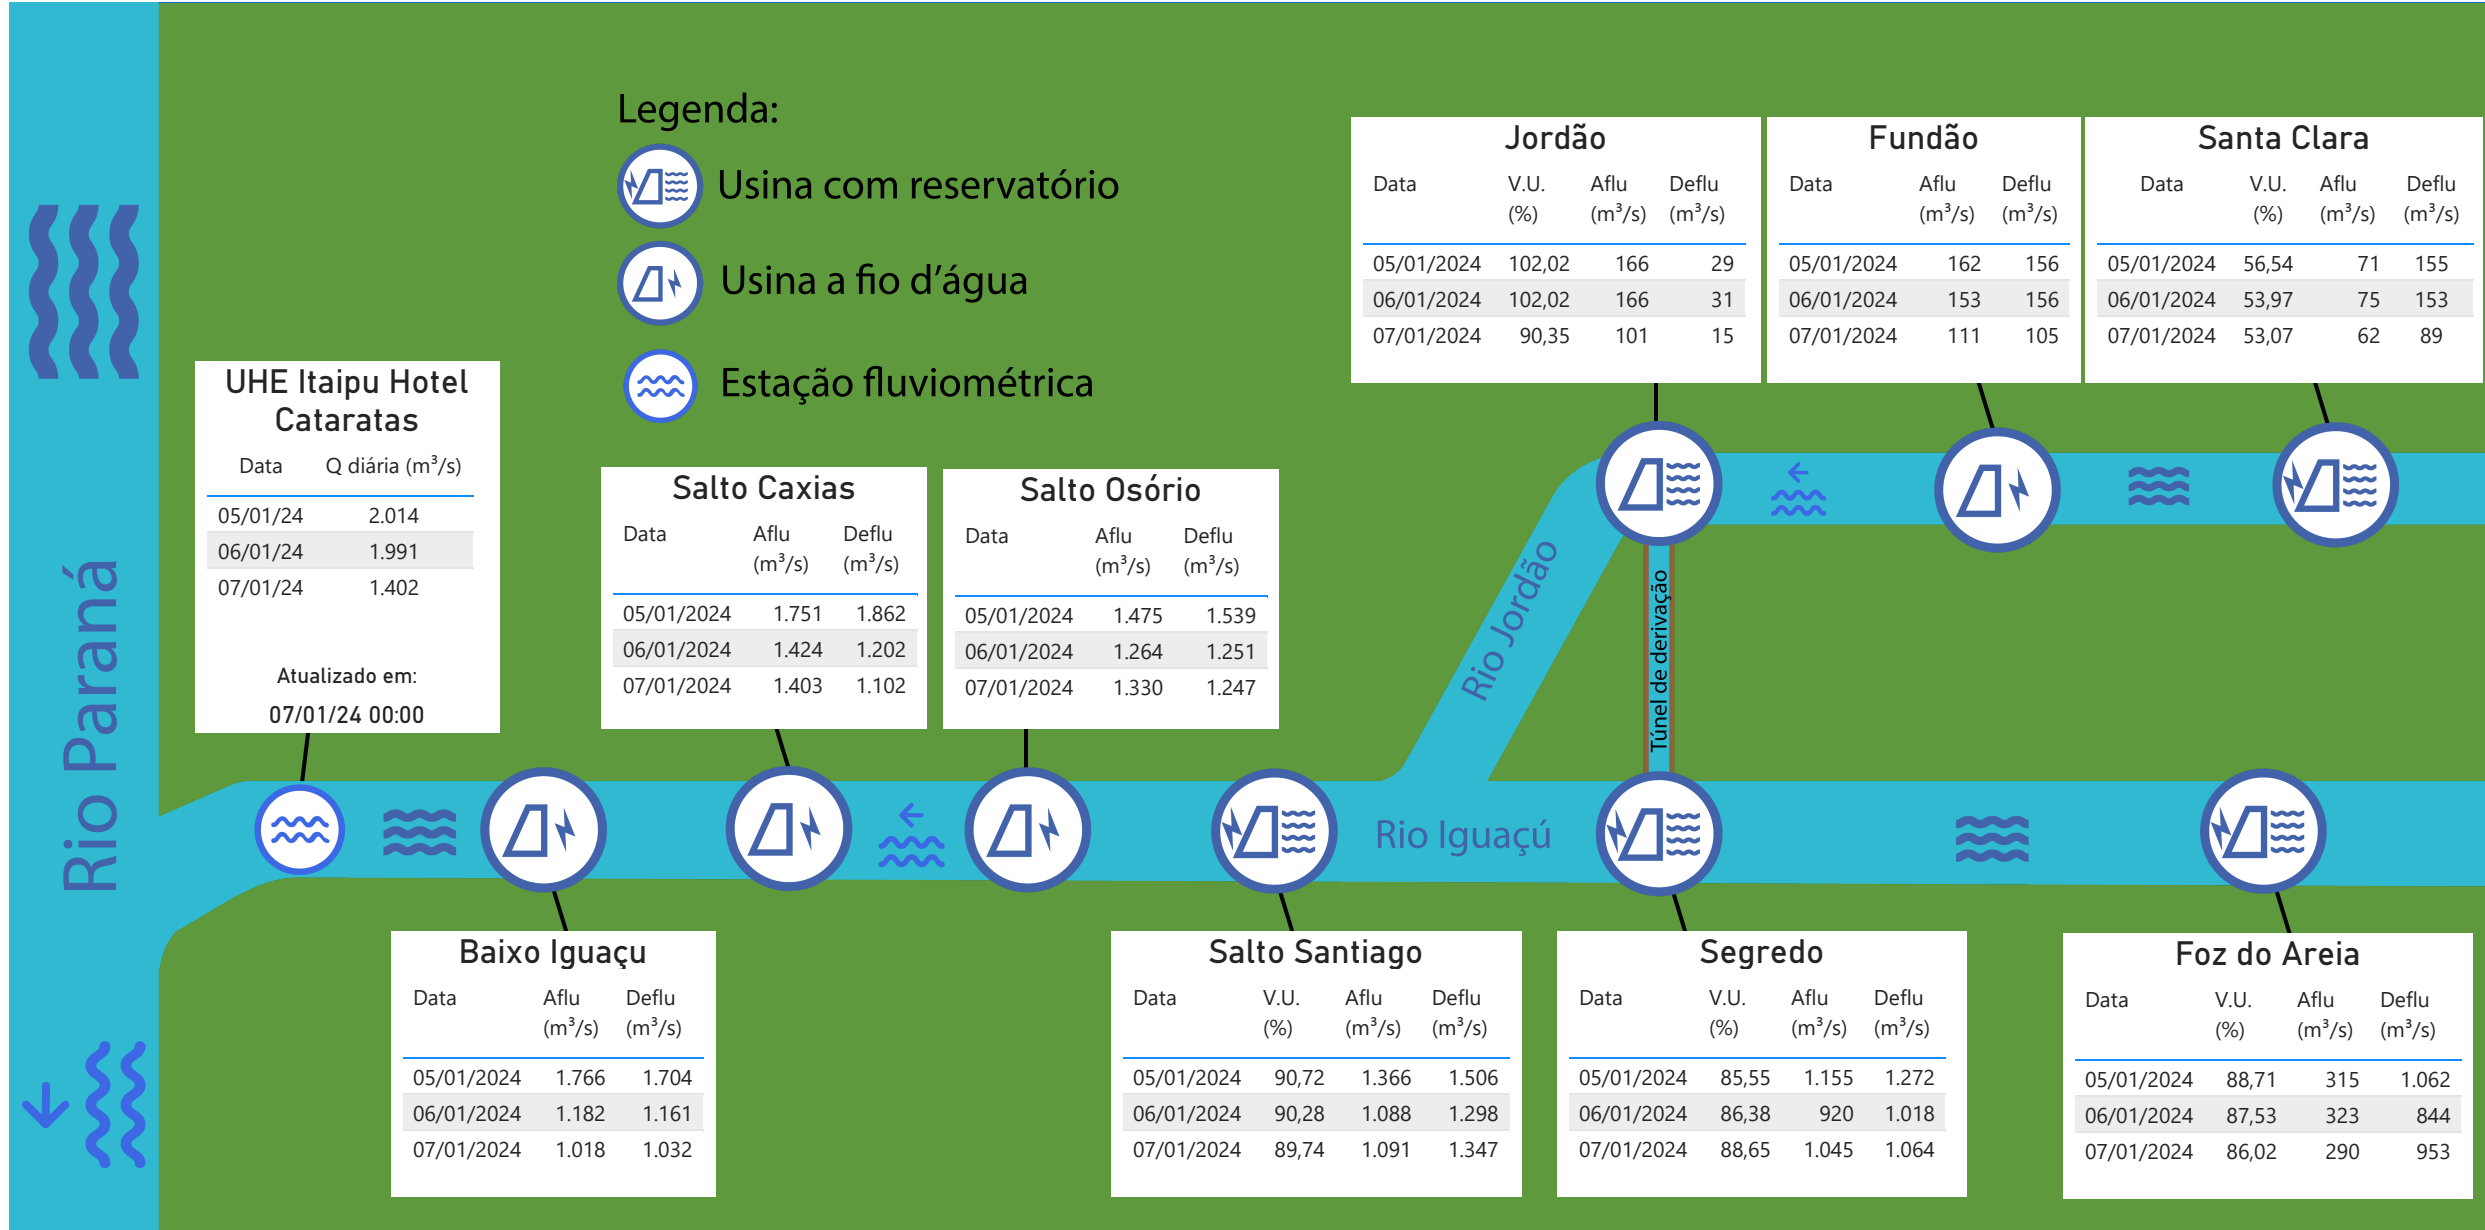 Legenda:
Usina com reservatório
Usina a fio d'água
Estação fluviométrica
Jordão
Data V.U. (%) Aflu (m³/s) Deflu (m³/s)
05/01/2024 102,02 166 29
06/01/2024 102,02 166 31
07/01/2024 90,35 101 15
Fundão
Data Aflu (m³/s) Deflu (m³/s)
05/01/2024 162 156
06/01/2024 153 156
07/01/2024 111 105
Santa Clara
Data V.U. (%) Aflu (m³/s) Deflu (m³/s)
05/01/2024 56,54 71 155
06/01/2024 53,97 75 153
07/01/2024 53,07 62 89
UHE Itaipu Hotel
Cataratas
Data Q diária (m³/s)
05/01/24 2.014
06/01/24 1.991
07/01/24 1.402
Atualizado em:
07/01/24 00:00
Salto Caxias
Data Aflu (m³/s) Deflu (m³/s)
05/01/2024 1.751 1.862
06/01/2024 1.424 1.202
07/01/2024 1.403 1.102
Salto Osório
Data Aflu (m³/s) Deflu (m³/s)
05/01/2024 1.475 1.539
06/01/2024 1.264 1.251
07/01/2024 1.330 1.247
Rio Paraná
Rio Jordão
Túnel de derivação
Rio Iguaçú
Baixo Iguaçu
Data Aflu (m³/s) Deflu (m³/s)
05/01/2024 1.766 1.704
06/01/2024 1.182 1.161
07/01/2024 1.018 1.032
Salto Santiago
Data V.U. (%) Aflu (m³/s) Deflu (m³/s)
05/01/2024 90,72 1.366 1.506
06/01/2024 90,28 1.088 1.298
07/01/2024 89,74 1.091 1.347
Segredo
Data V.U. (%) Aflu (m³/s) Deflu (m³/s)
05/01/2024 85,55 1.155 1.272
06/01/2024 86,38 920 1.018
07/01/2024 88,65 1.045 1.064
Foz do Areia
Data V.U. (%) Aflu (m³/s) Deflu (m³/s)
05/01/2024 88,71 315 1.062
06/01/2024 87,53 323 844
07/01/2024 86,02 290 953